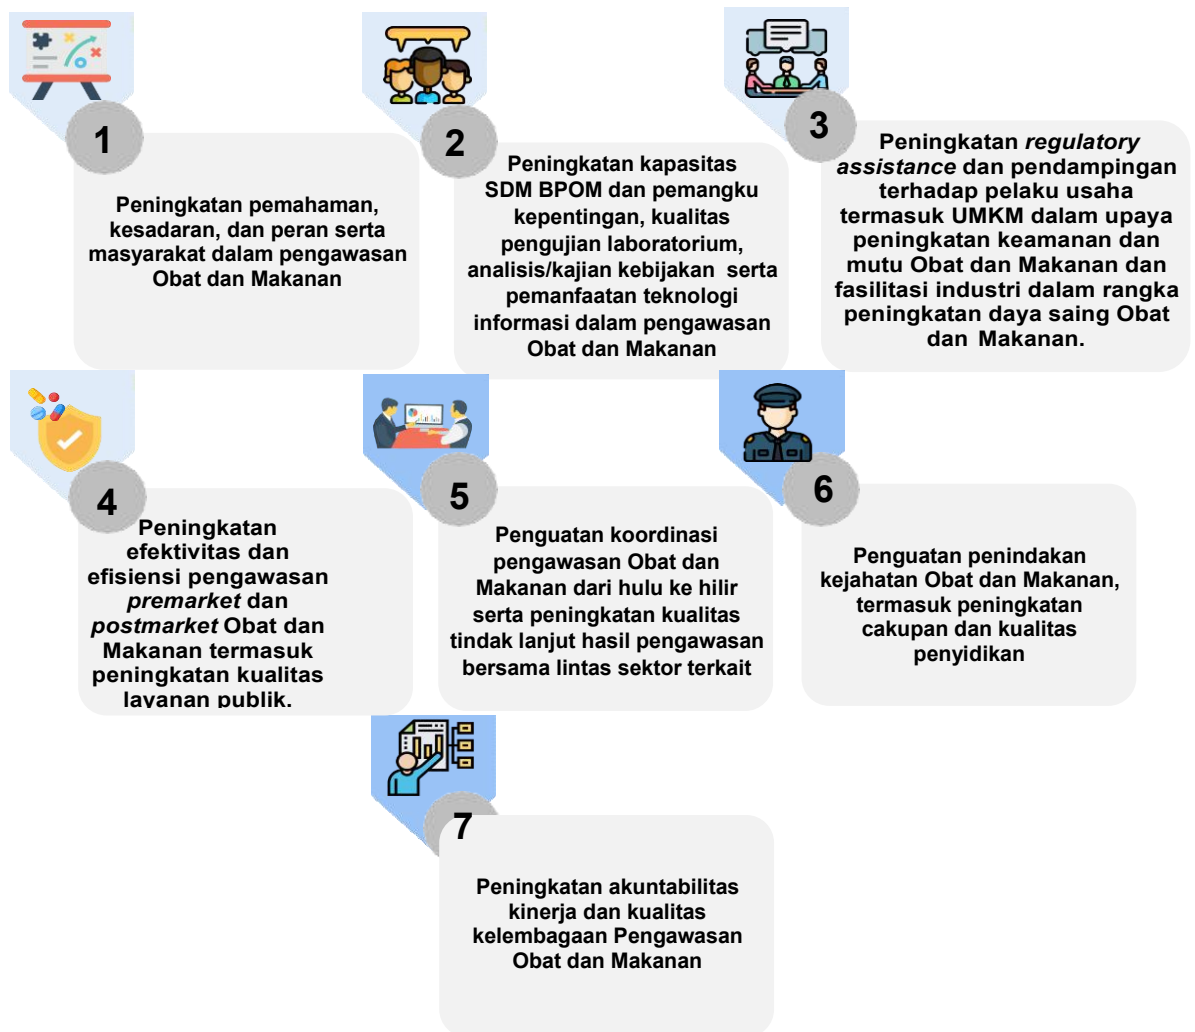 1
Peningkatan pemahaman,
kesadaran, dan peran serta
masyarakat dalam pengawasan
Obat dan Makanan
2
Peningkatan kapasitas
SDM BPOM dan pemangku
kepentingan, kualitas
pengujian laboratorium,
analisis/kajian kebijakan serta
pemanfaatan teknologi
informasi dalam pengawasan
Obat dan Makanan
3
Peningkatan regulatory
assistance dan pendampingan
terhadap pelaku usaha
termasuk UMKM dalam upaya
peningkatan keamanan dan
mutu Obat dan Makanan dan
fasilitasi industri dalam rangka
peningkatan daya saing Obat
dan Makanan.
4
Peningkatan
efektivitas dan
efisiensi pengawasan
premarket dan
postmarket Obat dan
Makanan termasuk
peningkatan kualitas
layanan publik.
5
Penguatan koordinasi
pengawasan Obat dan
Makanan dari hulu ke hilir
serta peningkatan kualitas
tindak lanjut hasil pengawasan
bersama lintas sektor terkait
6
Penguatan penindakan
kejahatan Obat dan Makanan,
termasuk peningkatan
cakupan dan kualitas
penyidikan
7
Peningkatan akuntabilitas
kinerja dan kualitas
kelembagaan Pengawasan
Obat dan Makanan